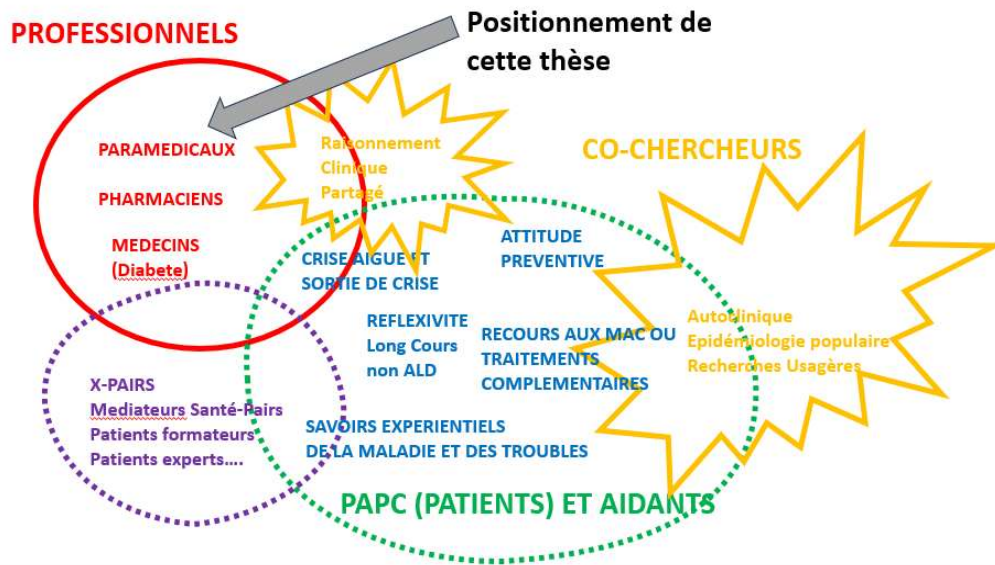 PROFESSIONNELS
Positionnement de
cette thèse
PARAMEDICAUX
PHARMACIENS
MEDECINS
(Diabete)
Raisonnement
Clinique
Partagé
CO-CHERCHEURS
CRISE AIGUE ET
SORTIE DE CRISE
ATTITUDE
PREVENTIVE
REFLEXIVITE
Long Cours
non ALD
RECOURS AUX MAC OU
TRAITEMENTS
COMPLEMENTAIRES
Autoclinique
Epidémiologie populaire
Recherches Usagères
X-PAIRS
Mediateurs Santé-Pairs
Patients formateurs
Patients experts....
SAVOIRS EXPERIENTIELS
DE LA MALADIE ET DES TROUBLES
PAPC (PATIENTS) ET AIDANTS